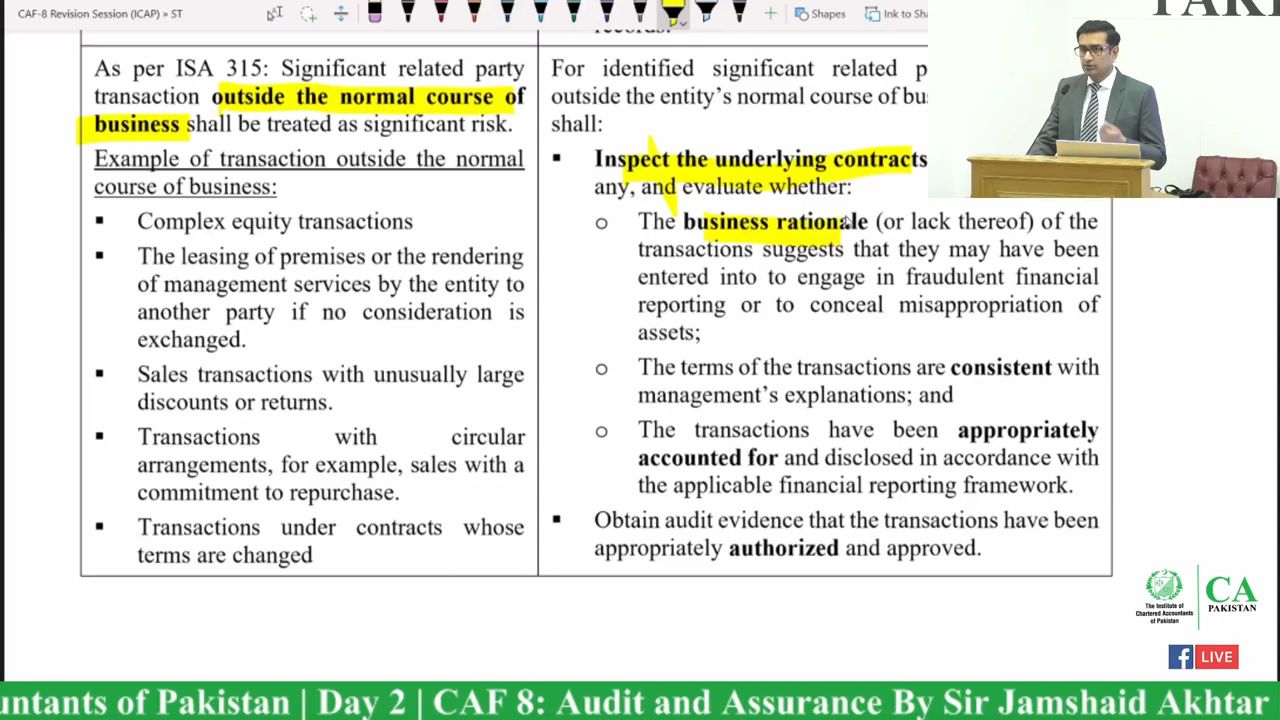 CAF-8 Revision Session (ICAP) » ST
Shapes
Ink to Sha
As per ISA 315: Significant related party
transaction outside the normal course of
business shall be treated as significant risk.
Example of transaction outside the normal
course of business:
▪ Complex equity transactions
▪ The leasing of premises or the rendering
of management services by the entity to
another party if no consideration is
exchanged.
▪ Sales transactions with unusually large
discounts or returns.
▪ Transactions with circular
arrangements, for example, sales with a
commitment to repurchase.
▪ Transactions under contracts whose
terms are changed
records.
For identified significant related p
outside the entity's normal course of bu
shall:
▪ Inspect the underlying contracts
any, and evaluate whether:
o The business rationale (or lack thereof) of the
transactions suggests that they may have been
entered into to engage in fraudulent financial
reporting or to conceal misappropriation of
assets;
o The terms of the transactions are consistent with
management's explanations; and
o The transactions have been appropriately
accounted for and disclosed in accordance with
the applicable financial reporting framework.
▪ Obtain audit evidence that the transactions have been
appropriately authorized and approved.
The Institute of
Chartered Accountants
of Pakistan
CA
PAKISTAN
f LIVE
untants of Pakistan | Day 2 | CAF 8: Audit and Assurance By Sir Jamshaid Akhtar